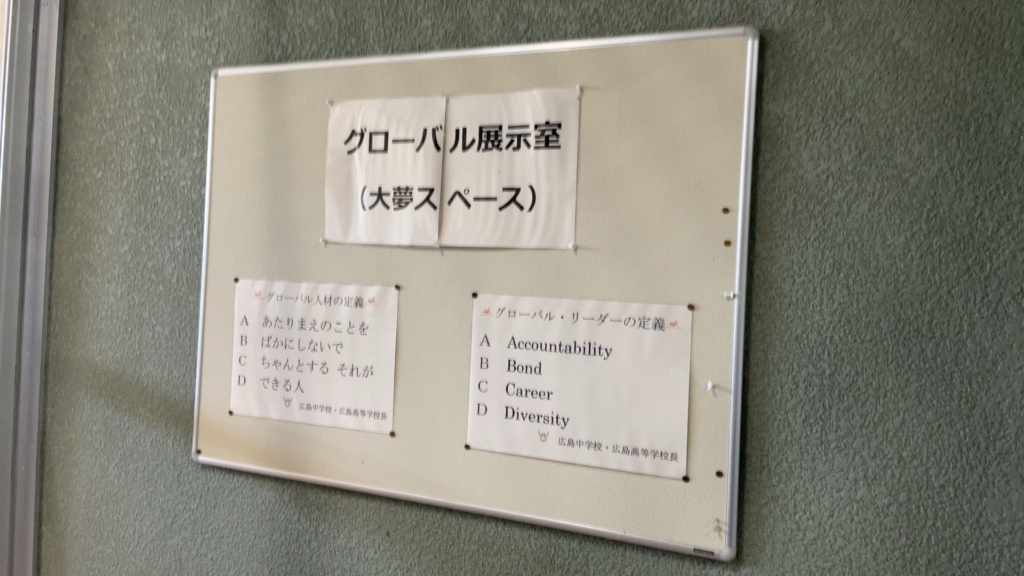 グローバル展示室
（大夢スペース）
グローバル人材の定義
A あたりまえのことを
B ばかにしないで
C ちゃんとする それが
D できる人
広島中学校・広島高等学校長
グローバル・リーダーの定義
A Accountability
B Bond
C Career
D Diversity
広島中学校・広島高等学校長